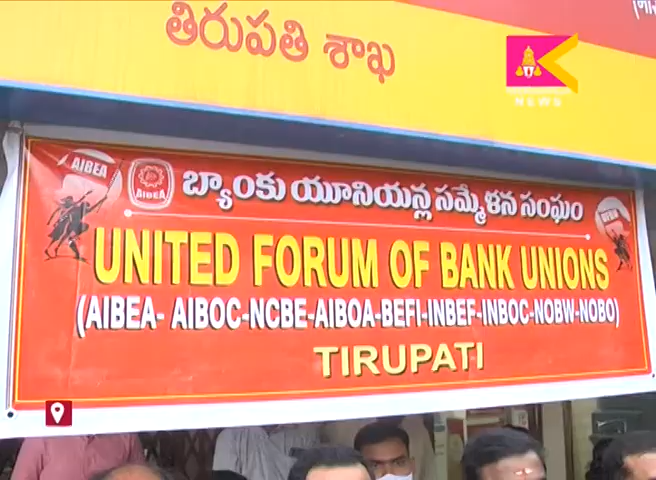 తిరుపతి శాఖ
NEWS
AIBEA
AIBEA
బ్యాంకు యూనియన్ల సమ్మేళన సంఘం
UNITED FORUM OF BANK UNIONS
(AIBEA- AIBOC-NCBE-AIBOA-BEFI-INBEF-INBOC-NOBW-NOBO)
TIRUPATI